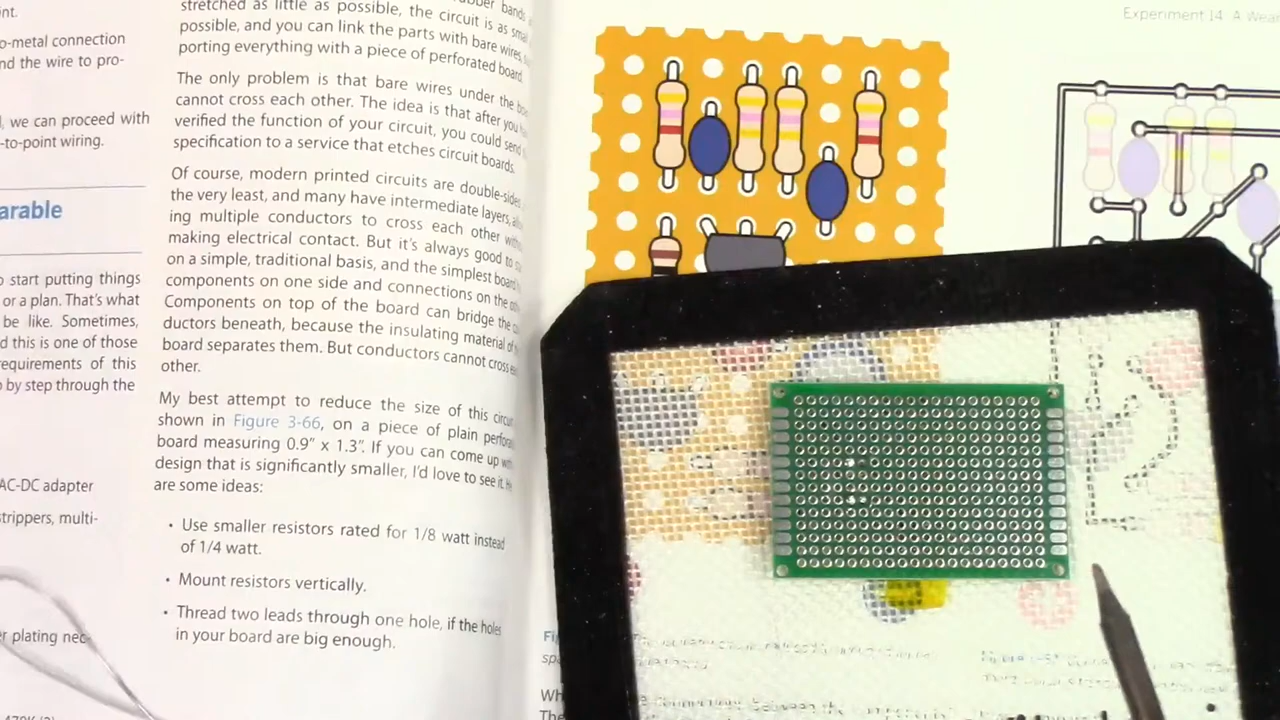 nt.
o-metal connection
nd the wire to pro-
, we can proceed with
-to-point wiring.
arable
o start putting things
or a plan. That's what
be like. Sometimes,
d this is one of those
requirements of this
by step through the
AC-DC adapter
strippers, multi-
r plating nec-
stretched as little as possible, the circuit is as
possible, and you can link the parts with bare wires,
porting everything with a piece of perforated board.
The only problem is that bare wires under the
cannot cross each other. The idea is that after you
verified the function of your circuit, you could send
specification to a service that etches circuit boards.
Of course, modern printed circuits are double-sided
the very least, and many have intermediate layers,
ing multiple conductors to cross each other
making electrical contact. But it's always good to
on a simple, traditional basis, and the simplest board
components on one side and connections on the
Components on top of the board can bridge the
ductors beneath, because the insulating material of
board separates them. But conductors cannot cross
other.
My best attempt to reduce the size of this
shown in Figure 3-66, on a piece of plain
board measuring 0.9" x 1.3". If you can come up
design that is significantly smaller, I'd love to see it.
are some ideas:
• Use smaller resistors rated for 1/8 watt instead
of 1/4 watt.
• Mount resistors vertically.
• Thread two leads through one hole, if the holes
in your board are big enough.
Experiment 14: A